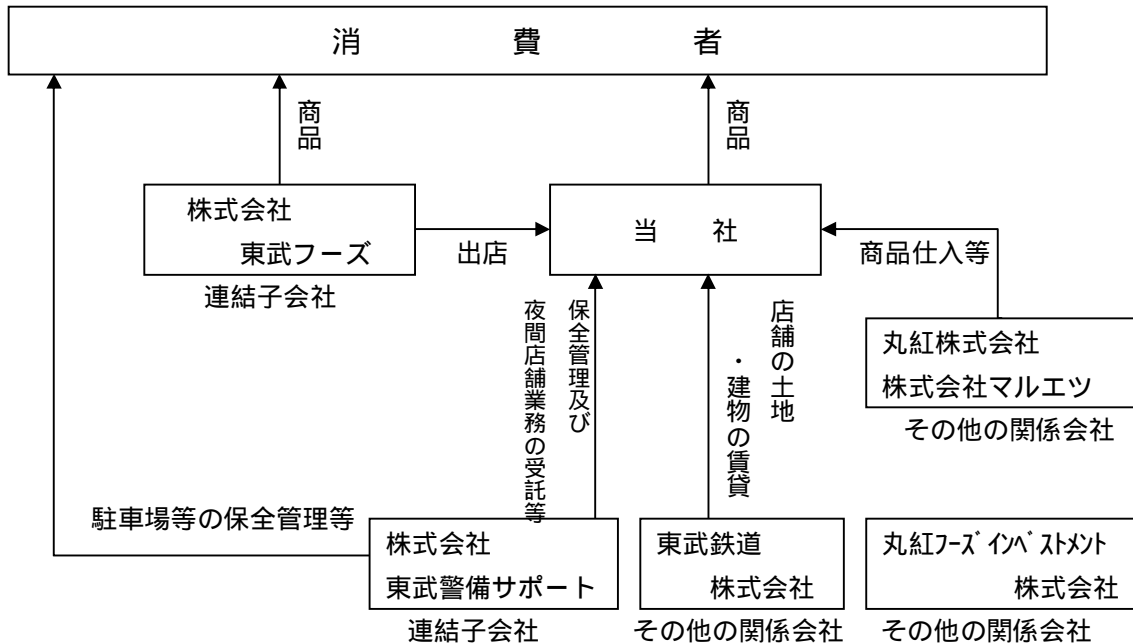 消　費　者
商品
商品
株式会社
東武フーズ
連結子会社
出店
当　社
商品仕入等
丸紅株式会社
株式会社マルエツ
その他の関係会社
保全管理及び
夜間店舗業務の受託等
店舗の土地
・建物の賃貸
駐車場等の保全管理等
株式会社
東武警備サポート
連結子会社
東武鉄道
株式会社
その他の関係会社
丸紅ﾌｰｽﾞｲﾝﾍﾞｽﾄﾒﾝﾄ
株式会社
その他の関係会社